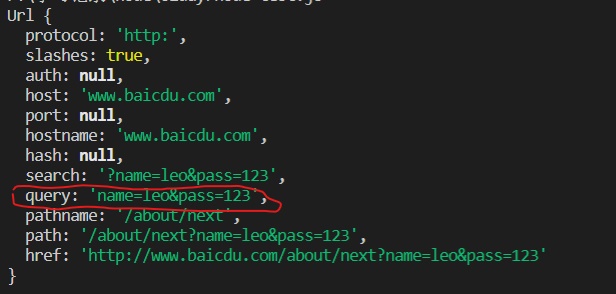 Url {
  protocol: 'http:',
  slashes: true,
  auth: null,
  host: 'www.baicdu.com',
  port: null,
  hostname: 'www.baicdu.com',
  hash: null,
  search: '?name=leo&pass=123',
  query: 'name=leo&pass=123',
  pathname: '/about/next',
  path: '/about/next?name=leo&pass=123',
  href: 'http://www.baicdu.com/about/next?name=leo&pass=123'
}